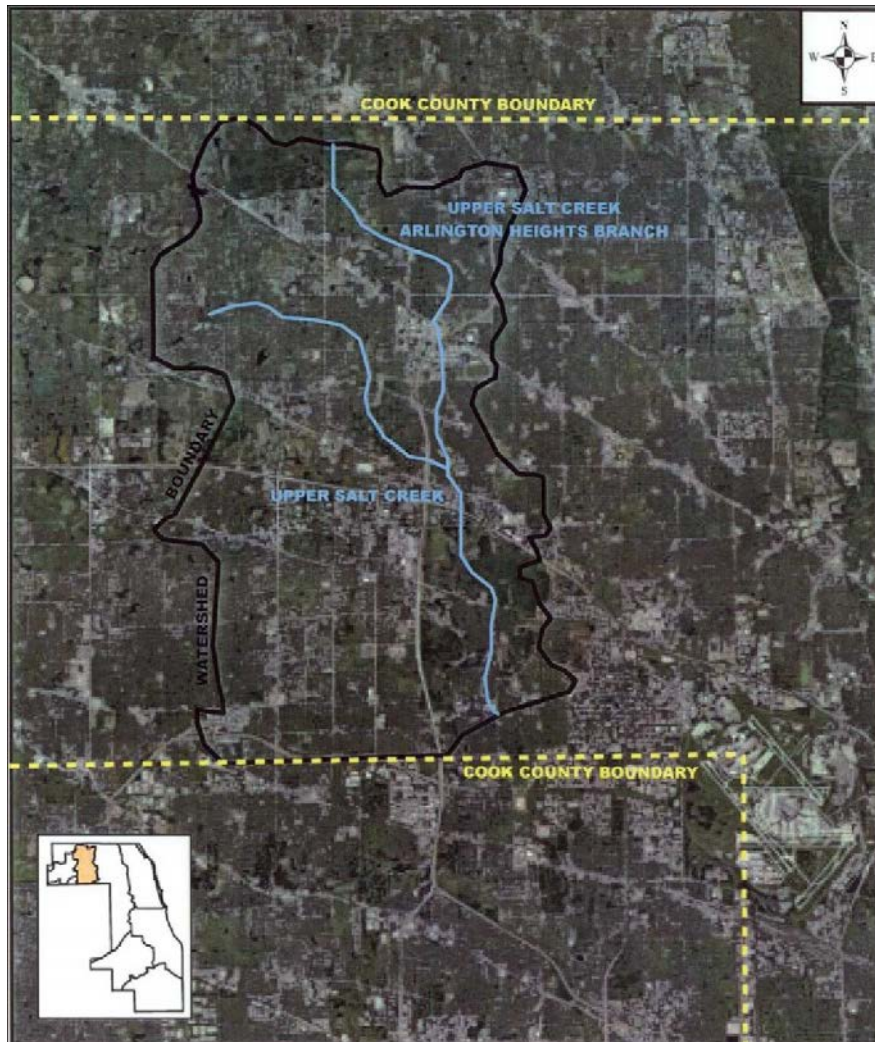 N
W E
S
COOK COUNTY BOUNDARY
UPPER SALT CREEK
ARLINGTON HEIGHTS BRANCH
BOUNDARY
UPPER SALT CREEK
WATERSHED
COOK COUNTY BOUNDARY